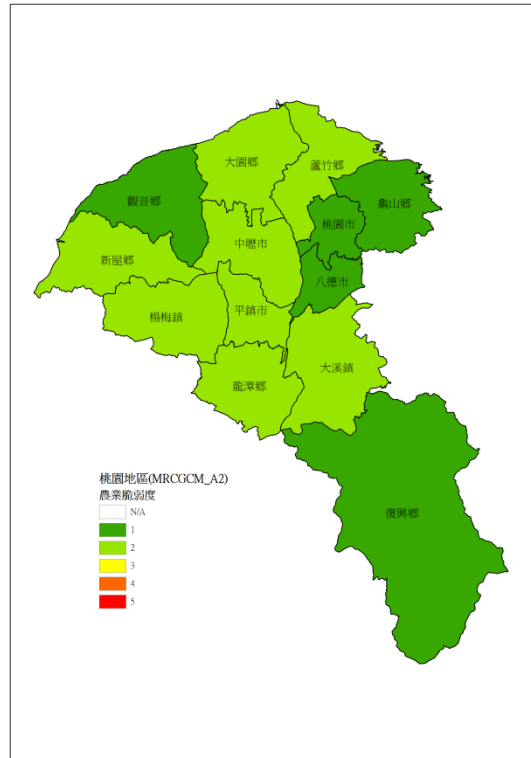 大園鄉
蘆竹鄉
觀音鄉
龜山鄉
桃園市
中壢市
新屋鄉
八德市
楊梅鎮
平鎮市
大溪鎮
龍潭鄉
復興鄉
桃園地區(MRCGCM_A2)
農業脆弱度
N/A
1
2
3
4
5